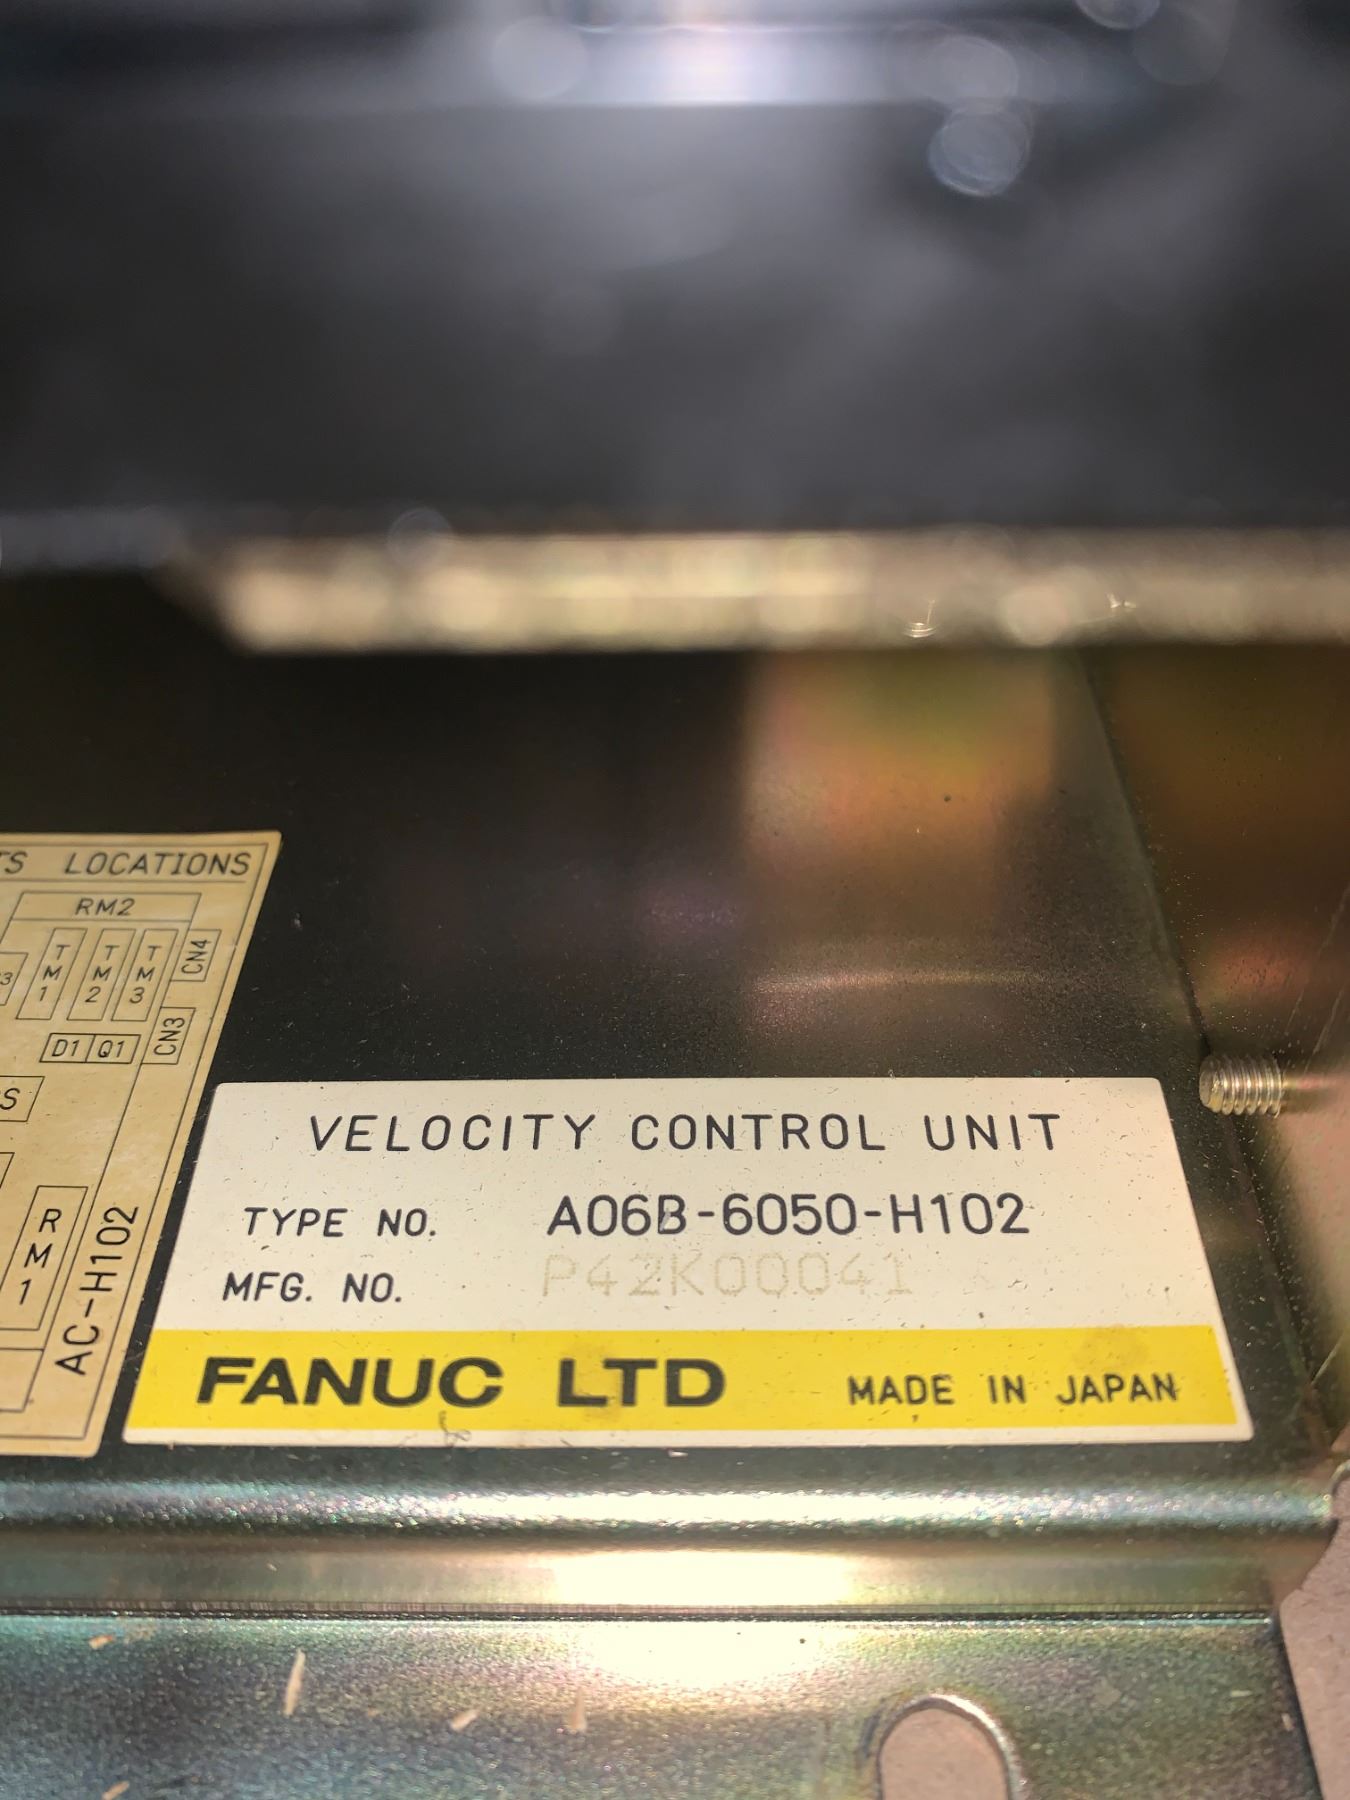 TS LOCATIONS
RM2
3
TM1
TM2
TM3
CN4
D1
Q1
CN3
S
RM1
AC-H102
VELOCITY CONTROL UNIT
TYPE NO. A06B-6050-H102
MFG. NO. P42K00041
FANUC LTD MADE IN JAPAN